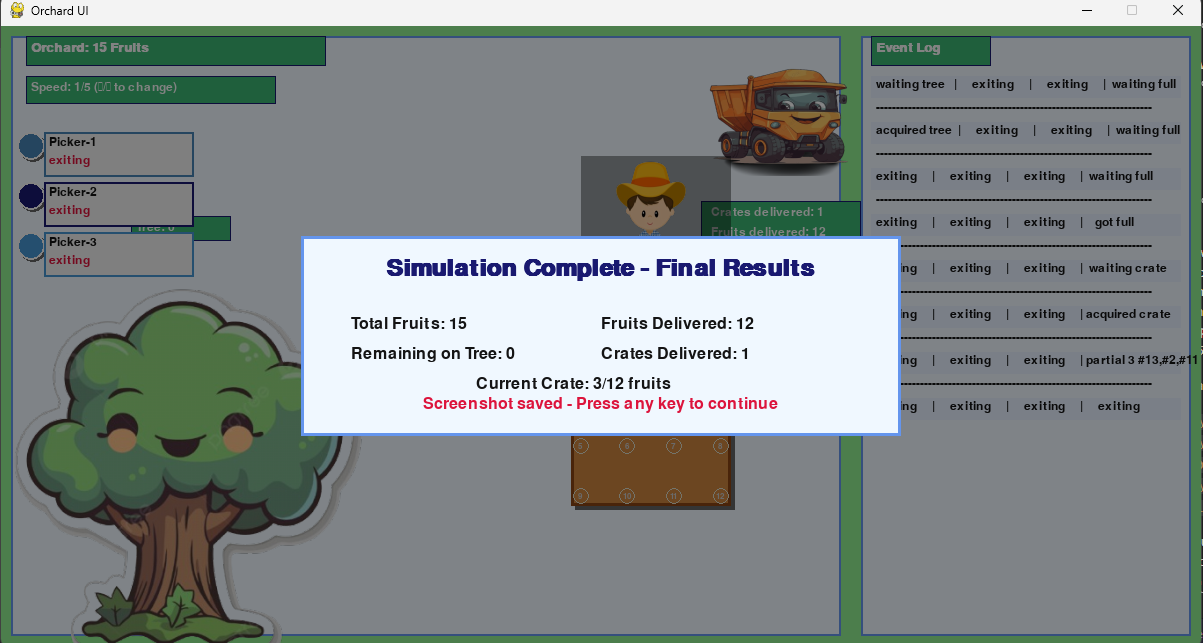 Orchard UI
Orchard: 15 Fruits
Speed: 1/5 (▯/▯ to change)
Picker-1
exiting
Picker-2
exiting
Tree: 0
Picker-3
exiting
Crates delivered: 1
Fruits delivered: 12
Simulation Complete - Final Results
Total Fruits: 15 Fruits Delivered: 12
Remaining on Tree: 0 Crates Delivered: 1
Current Crate: 3/12 fruits
Screenshot saved - Press any key to continue
5 6 7 8
9 10 11 12
Event Log
waiting tree | exiting | exiting | waiting full
acquired tree | exiting | exiting | waiting full
exiting | exiting | exiting | waiting full
exiting | exiting | exiting | got full
ng | exiting | exiting | waiting crate
ng | exiting | exiting | acquired crate
ng | exiting | exiting | partial 3 #13,#2,#11
ng | exiting | exiting | exiting